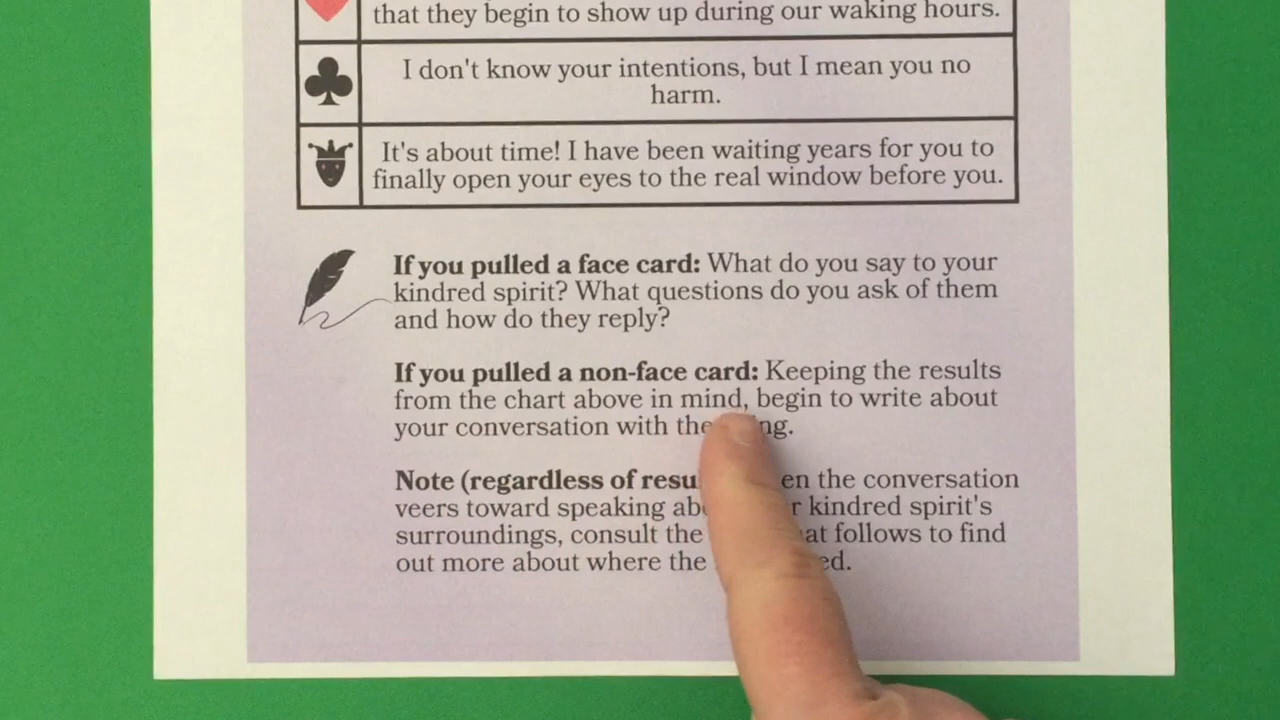 that they begin to show up during our waking hours.
I don't know your intentions, but I mean you no
harm.
It's about time! I have been waiting years for you to
finally open your eyes to the real window before you.
If you pulled a face card: What do you say to your
kindred spirit? What questions do you ask of them
and how do they reply?
If you pulled a non-face card: Keeping the results
from the chart above in mind, begin to write about
your conversation with
Note (regardless of the conversation
veers toward speaking kindred spirit's
surroundings, consult the follows to find
out more about where the